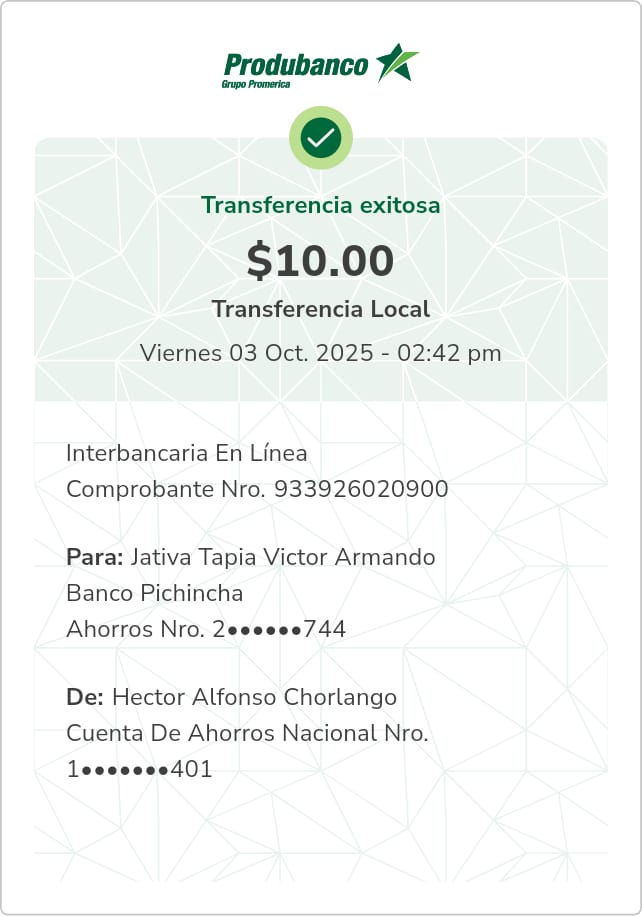 Produbanco
Grupo Promerica
Transferencia exitosa
$10.00
Transferencia Local
Viernes 03 Oct. 2025 - 02:42 pm
Interbancaria En Línea
Comprobante Nro. 933926020900
Para: Jativa Tapia Victor Armando
Banco Pichincha
Ahorros Nro. 2●●●●●●744
De: Hector Alfonso Chorlango
Cuenta De Ahorros Nacional Nro.
1●●●●●●●401